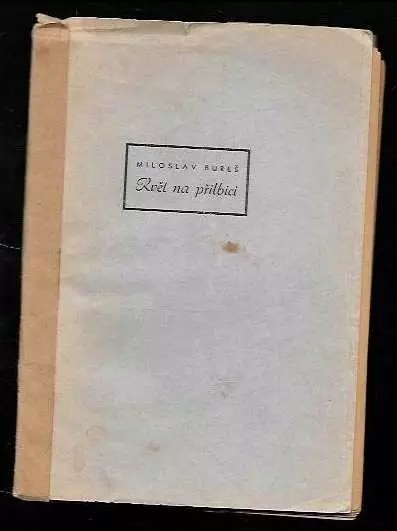 MILOSLAV BUREŠ
Květ na přilbici